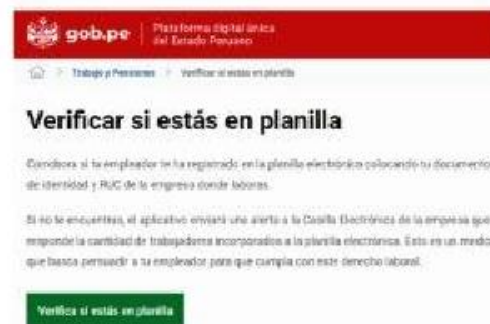 gob.pe
Plataforma digital única
del Estado Peruano
Trabajo y Pensiones > Verificar si estás en planilla
Verificar si estás en planilla
Corrobora si tu empleador te ha registrado en la planilla electrónica colocando tu documento
de identidad y RUC de la empresa donde laboras.
Si no te encuentras, el aplicativo enviará una alerta a la Casilla Electrónica de la empresa que
responde la cantidad de trabajadores incorporados a la planilla electrónica. Este es un medio
que busca persuadir a tu empleador para que cumpla con este derecho laboral.
Verifica si estás en planilla